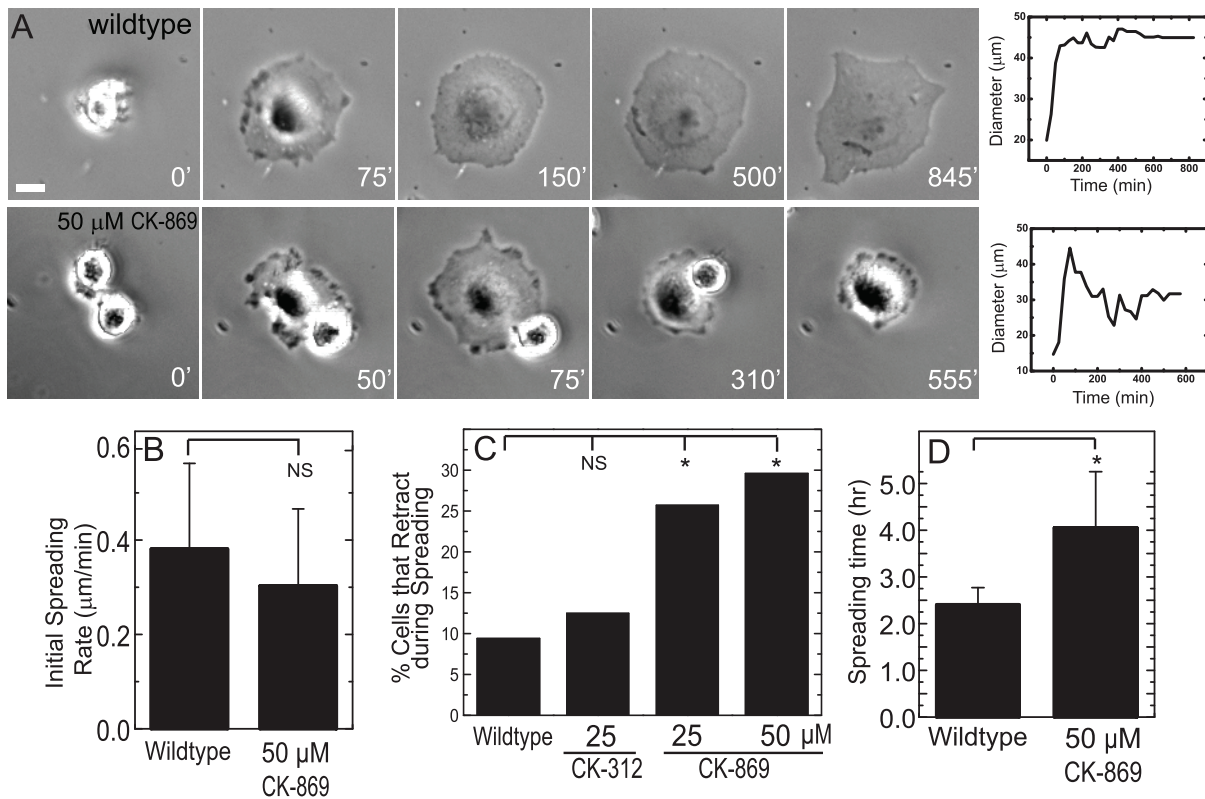 A
wildtype
0’
75’
150’
500’
845’
Diameter (μm)
50
40
30
20
0 200 400 600 800
Time (min)
50 μM CK-869
0’
50’
75’
310’
555’
Diameter (μm)
50
40
30
20
10
0 200 400 600
Time (min)
B
NS
Initial Spreading
Rate (μm/min)
0.6
0.4
0.2
0.0
Wildtype
50 μM
CK-869
C
NS
*
*
% Cells that Retract
during Spreading
30
25
20
15
10
5
0
Wildtype
25
25
50 μM
CK-312
CK-869
D
*
Spreading time (hr)
5.0
4.0
3.0
2.0
1.0
0.0
Wildtype
50 μM
CK-869